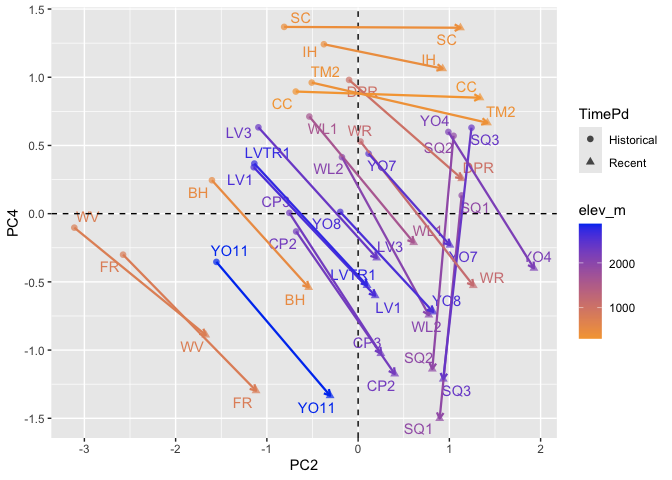 1.5
SC
SC
IH
IH
TM2
CC
CC
TM2
DPR
1.0
WL1
WR
YO4
LV3
SQ3
SQ2
0.5
LVTR1
WL2
YO7
DPR
LV1
BH
CP3
SQ1
WV
YO8
WL1
0.0
CP2
LV3
YO7
YO4
YO11
FR
LVTR1
WR
-0.5
BH
LV1
YO8
WL2
WV
CP3
SQ2
-1.0
CP2
SQ3
FR
YO11
SQ1
-1.5
-3
-2
-1
0
1
2
PC2
PC4
TimePd
Historical
Recent
elev_m
2000
1000